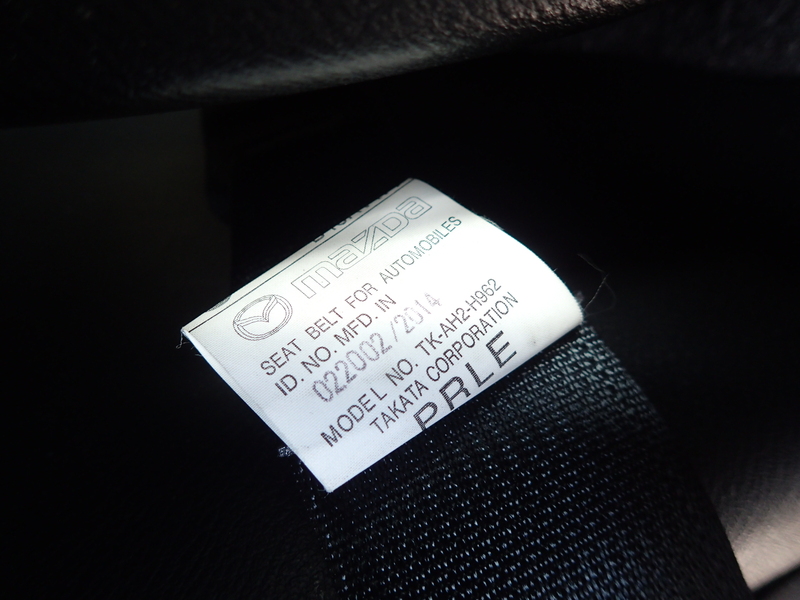 mazda
SEAT BELT FOR AUTOMOBILES
ID. NO. MFD. IN
022002/2014
MODEL NO. TK-AH2-H962
TAKATA CORPORATION
PRLE